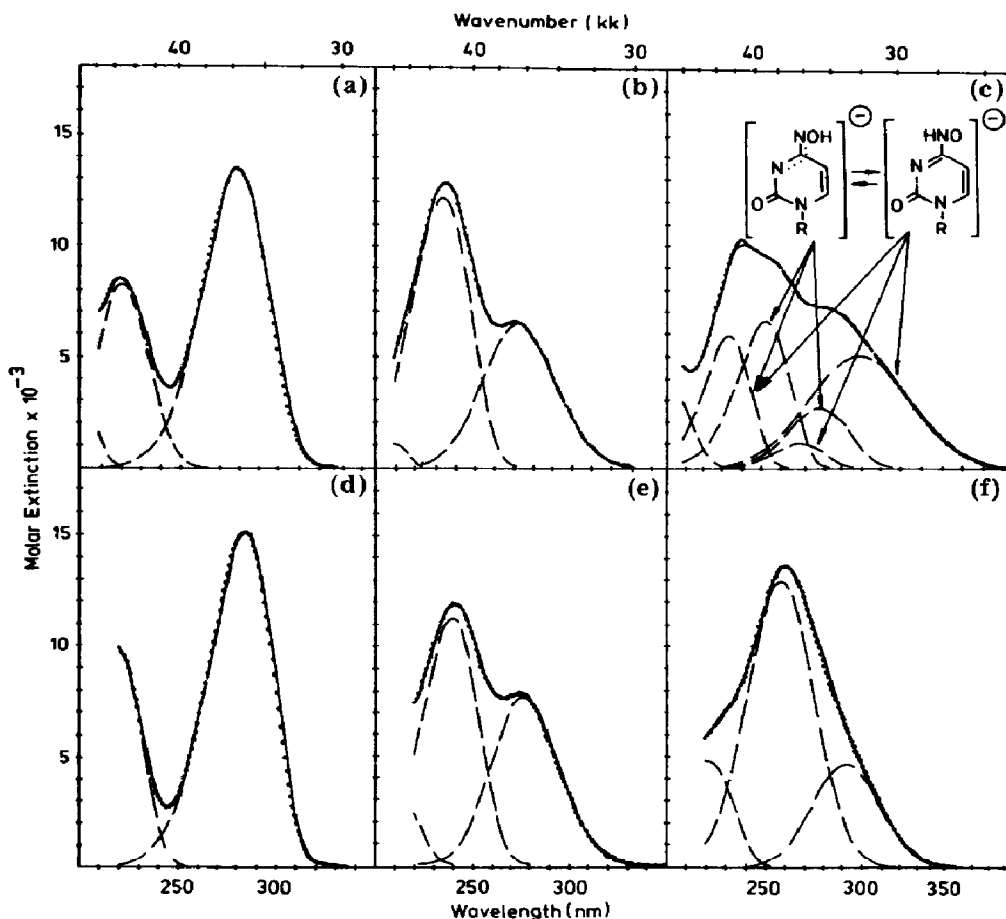 Wavenumber (kk)
40 30 40 30 40 30
(a) (b) (c)
NOH
HNO
⊖ ⊖
N N
O N O N
R R
15
10
5
Molar Extinction x 10⁻³
(d) (e) (f)
15
10
5
250 300 250 300 250 300 350
Wavelength (nm)